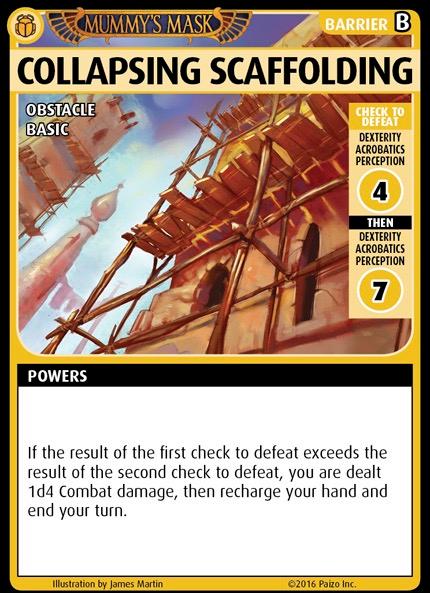 MUMMY'S MASK
BARRIER B
COLLAPSING SCAFFOLDING
OBSTACLE
BASIC
CHECK TO
DEFEAT
DEXTERITY
ACROBATICS
PERCEPTION
4
THEN
DEXTERITY
ACROBATICS
PERCEPTION
7
POWERS
If the result of the first check to defeat exceeds the
result of the second check to defeat, you are dealt
1d4 Combat damage, then recharge your hand and
end your turn.
Illustration by James Martin
©2016 Paizo Inc.